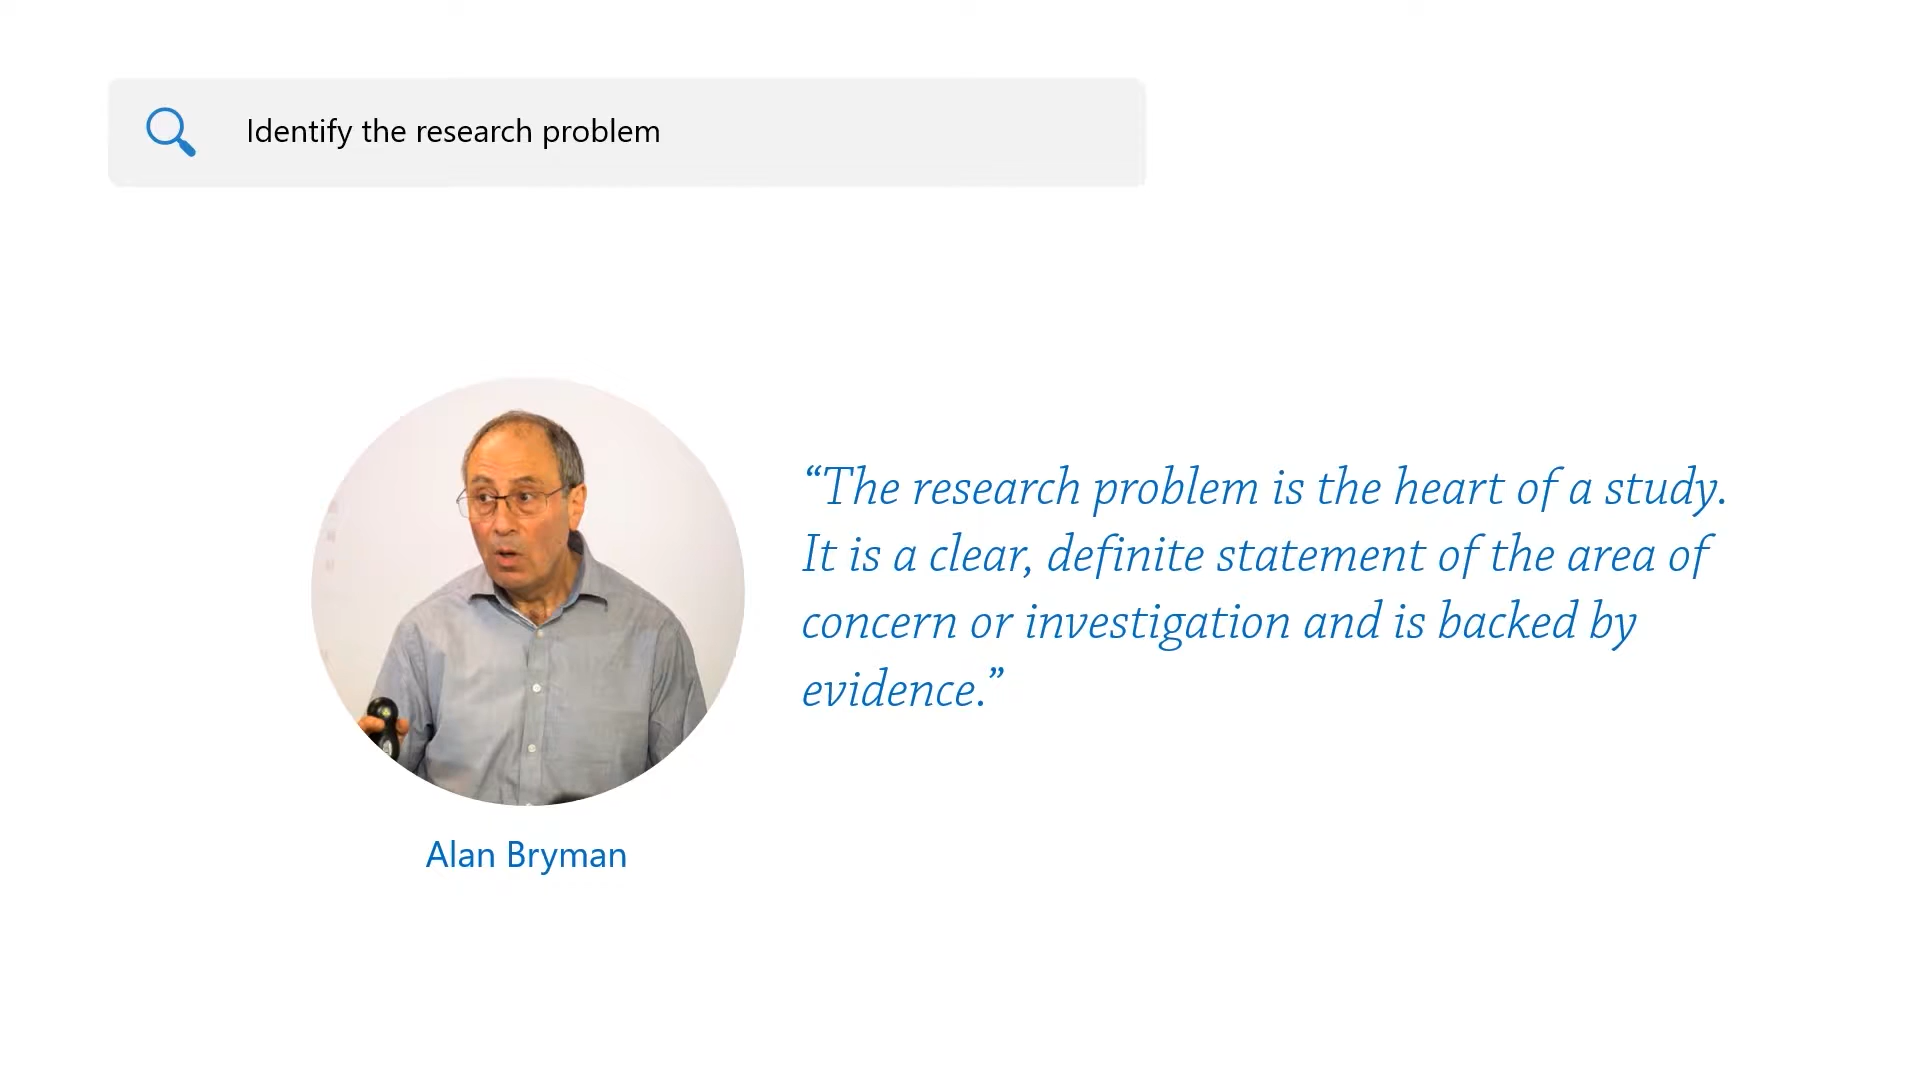 Identify the research problem
“The research problem is the heart of a study.
It is a clear, definite statement of the area of
concern or investigation and is backed by
evidence.”
Alan Bryman